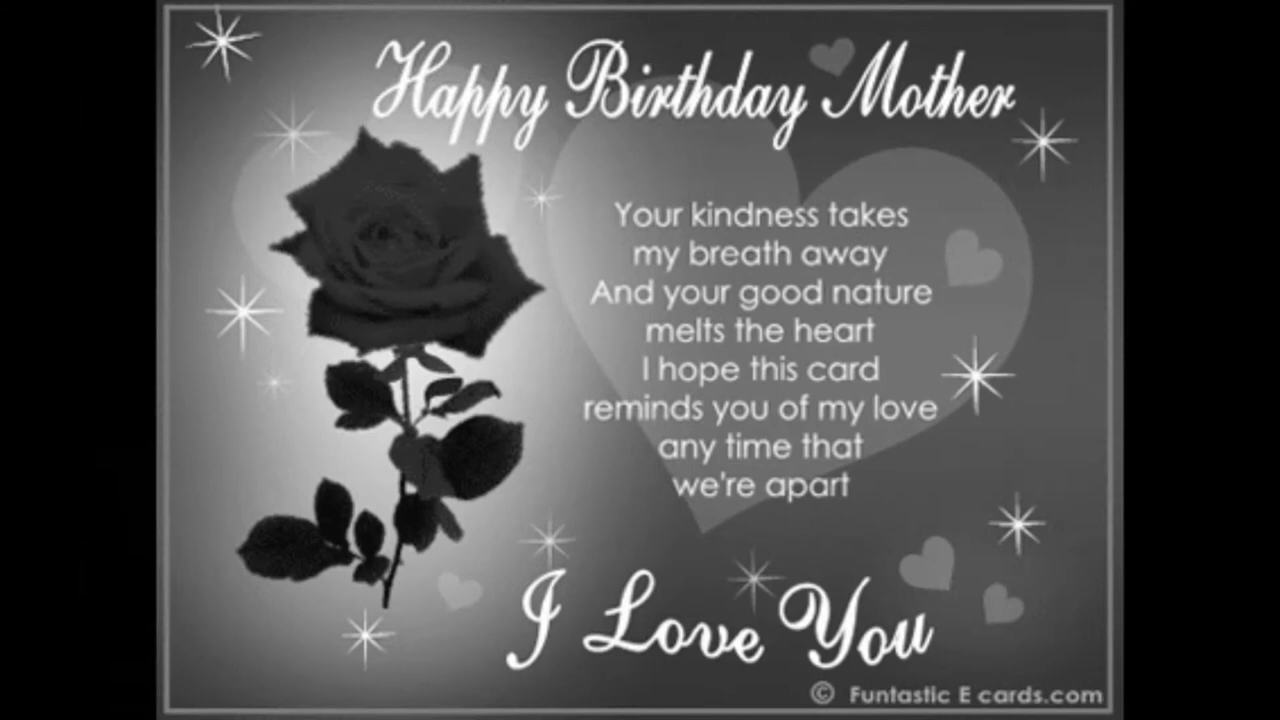 Happy Birthday Mother
Your kindness takes
my breath away
And your good nature
melts the heart
I hope this card
reminds you of my love
any time that
we're apart
I Love You
© Funtastic E cards.com